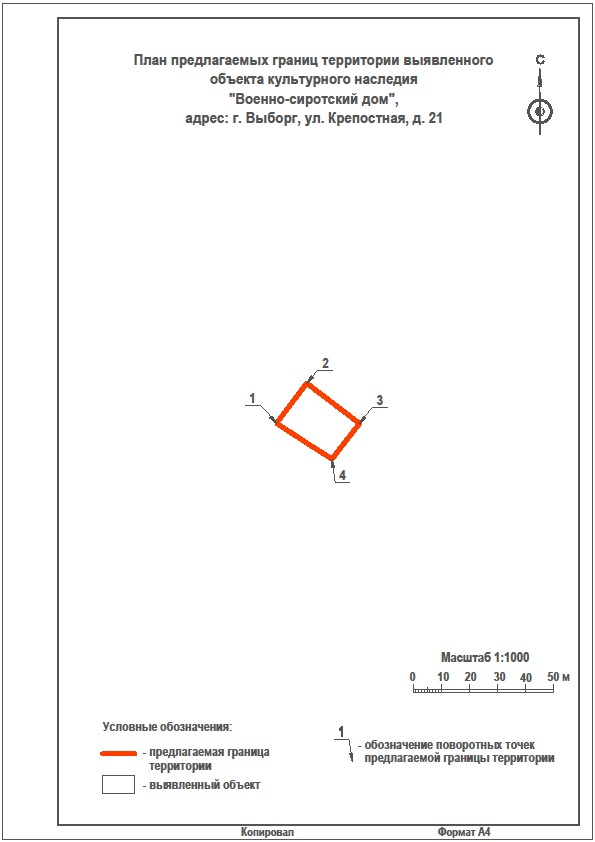 План предлагаемых границ территории выявленного
объекта культурного наследия
"Военно-сиротский дом",
адрес: г. Выборг, ул. Крепостная, д. 21
С
2
1
3
4
Масштаб 1:1000
0 10 20 30 40 50 м
Условные обозначения:
- предлагаемая граница
территории
- выявленный объект
1
- обозначение поворотных точек
предлагаемой границы территории
Копировал
Формат А4